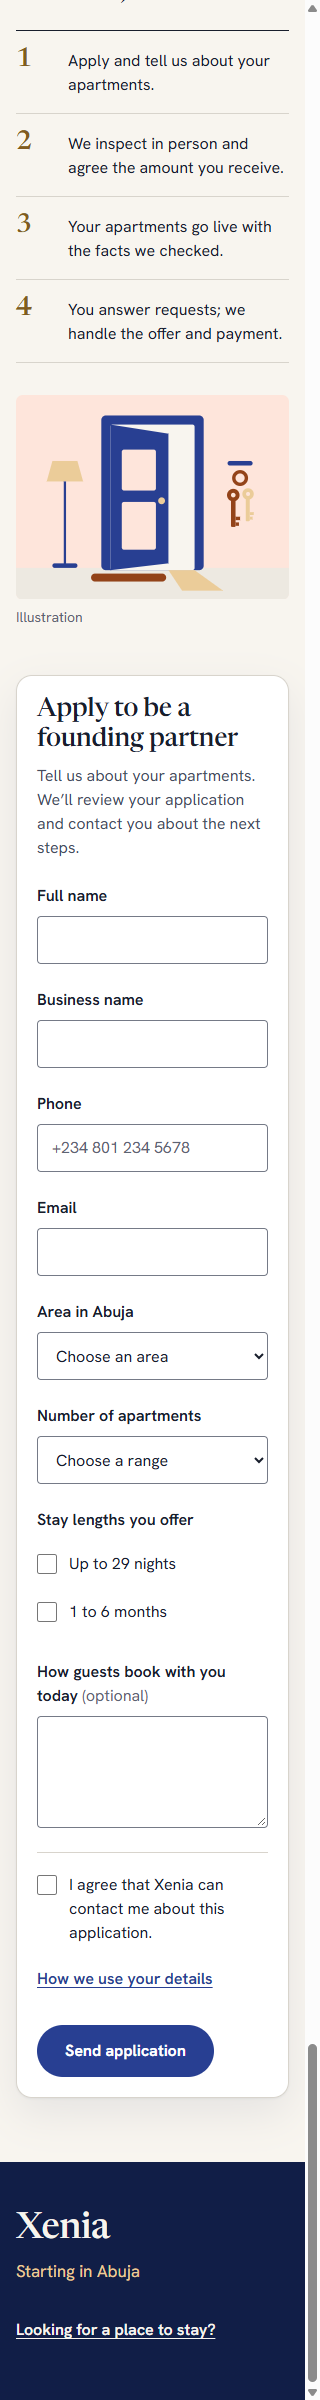 1
Apply and tell us about your
apartments.
2
We inspect in person and
agree the amount you receive.
3
Your apartments go live with
the facts we checked.
4
You answer requests; we
handle the offer and payment.
Illustration
Apply to be a
founding partner
Tell us about your apartments.
We’ll review your application
and contact you about the next
steps.
Full name
Business name
Phone
+234 801 234 5678
Email
Area in Abuja
Choose an area
Number of apartments
Choose a range
Stay lengths you offer
Up to 29 nights
1 to 6 months
How guests book with you
today (optional)
I agree that Xenia can
contact me about this
application.
How we use your details
Send application
Xenia
Starting in Abuja
Looking for a place to stay?